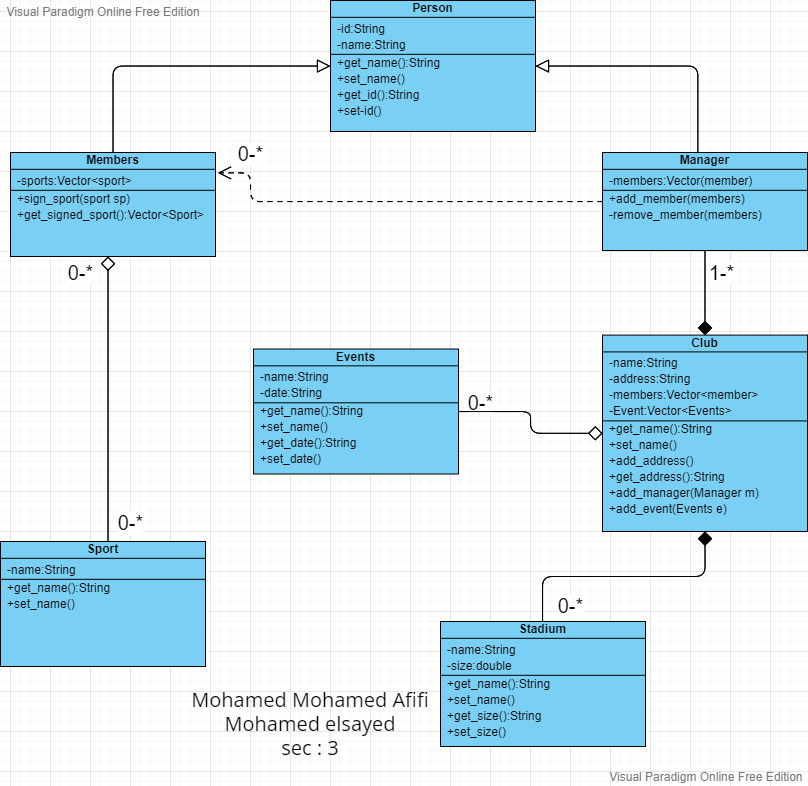 Visual Paradigm Online Free Edition
Person
-id:String
-name:String
+get_name():String
+set_name()
+get_id():String
+set-id()
Members
-sports:Vector<sport>
+sign_sport(sport sp)
+get_signed_sport():Vector<Sport>
0-*
Manager
-members:Vector(member)
+add_member(members)
-remove_member(members)
0-*
1-*
Events
-name:String
-date:String
+get_name():String
+set_name()
+get_date():String
+set_date()
0-*
Club
-name:String
-address:String
-members:Vector<member>
-Event:Vector<Events>
+get_name():String
+set_name()
+add_address()
+get_address():String
+add_manager(Manager m)
+add_event(Events e)
0-*
Sport
-name:String
+get_name():String
+set_name()
0-*
Stadium
-name:String
-size:double
+get_name():String
+set_name()
+get_size():String
+set_size()
Mohamed Mohamed Afifi
Mohamed elsayed
sec : 3
Visual Paradigm Online Free Edition